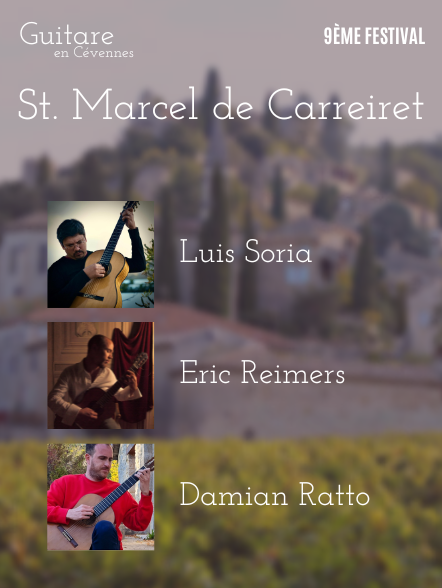 Guitare
en Cévennes
9ÈME FESTIVAL
St. Marcel de Carreiret
Luis Soria
Eric Reimers
Damian Ratto